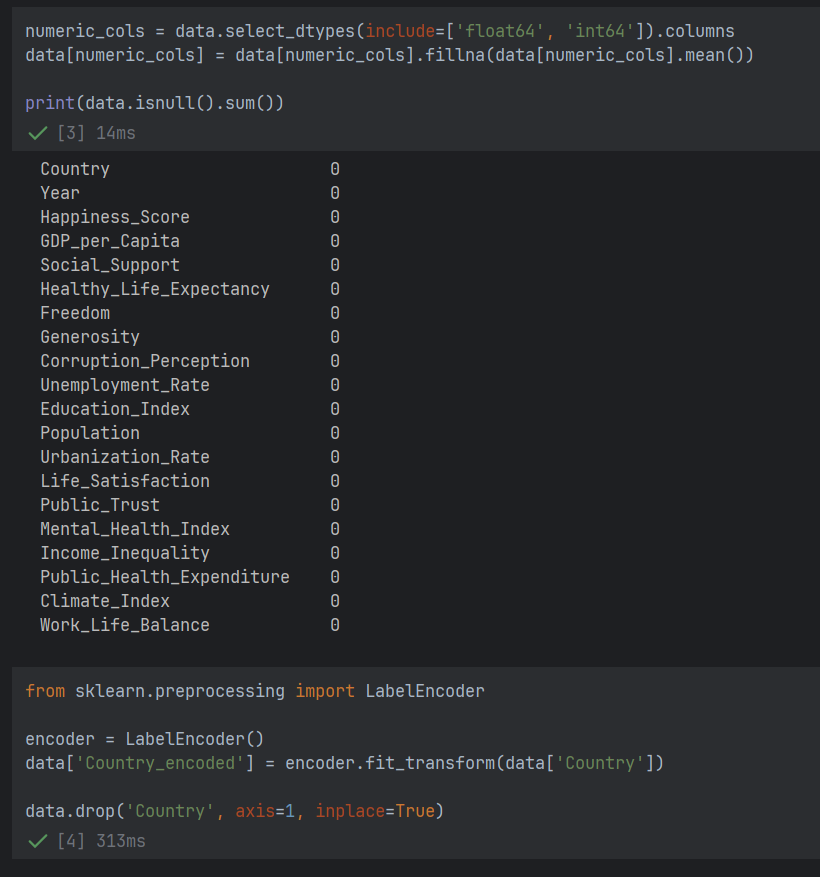 numeric_cols = data.select_dtypes(include=['float64', 'int64']).columns
data[numeric_cols] = data[numeric_cols].fillna(data[numeric_cols].mean())
print(data.isnull().sum())
[3] 14ms
Country 0
Year 0
Happiness_Score 0
GDP_per_Capita 0
Social_Support 0
Healthy_Life_Expectancy 0
Freedom 0
Generosity 0
Corruption_Perception 0
Unemployment_Rate 0
Education_Index 0
Population 0
Urbanization_Rate 0
Life_Satisfaction 0
Public_Trust 0
Mental_Health_Index 0
Income_Inequality 0
Public_Health_Expenditure 0
Climate_Index 0
Work_Life_Balance 0
from sklearn.preprocessing import LabelEncoder
encoder = LabelEncoder()
data['Country_encoded'] = encoder.fit_transform(data['Country'])
data.drop('Country', axis=1, inplace=True)
[4] 313ms